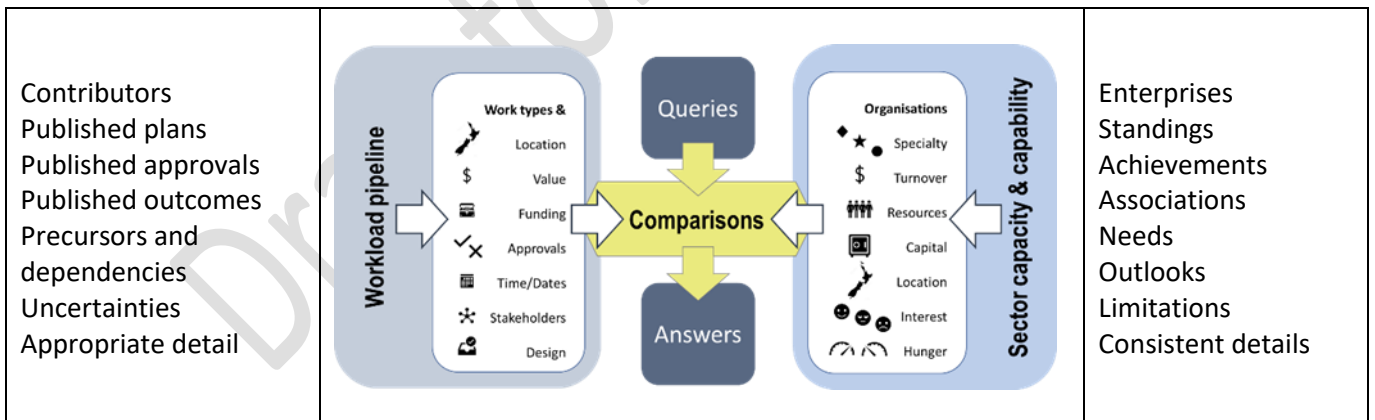 Contributors
Published plans
Published approvals
Published outcomes
Precursors and
dependencies
Uncertainties
Appropriate detail
Workload pipeline
Work types &
Location
$ Value
Funding
Approvals
Time/Dates
Stakeholders
Design
Queries
Comparisons
Answers
Organisations
Specialty
$ Turnover
Resources
Capital
Location
Interest
Hunger
Sector capacity & capability
Enterprises
Standings
Achievements
Associations
Needs
Outlooks
Limitations
Consistent details